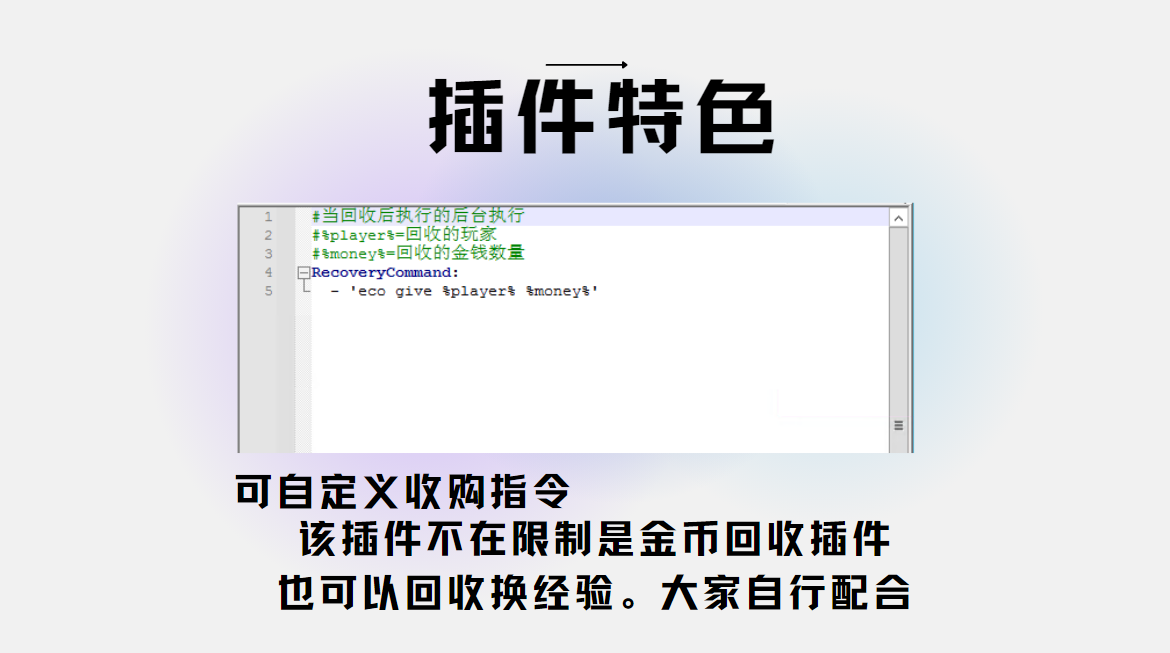 插件特色
1 #当回收后执行的后台执行
2 #%player%=回收的玩家
3 #%money%=回收的金钱数量
4 RecoveryCommand:
5 - 'eco give %player% %money%'
可自定义收购指令
该插件不在限制是金币回收插件
也可以回收换经验。大家自行配合